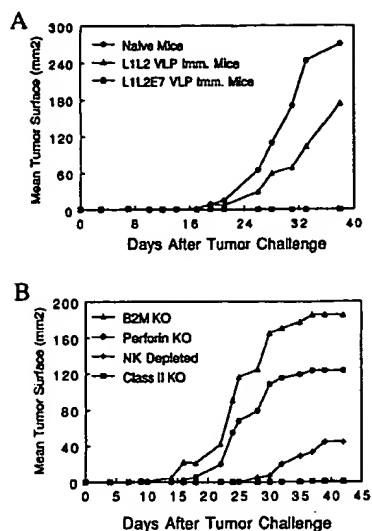 A
300
240
180
120
60
0
Mean Tumor Surface (mm2)
Naive Mice
L1L2 VLP Imm. Mice
L1L2E7 VLP Imm. Mice
0 8 16 24 32 40
Days After Tumor Challenge
B
200
160
120
80
40
0
Mean Tumor Surface (mm2)
B2M KO
Perforin KO
NK Depleted
Class II KO
0 5 10 15 20 25 30 35 40 45
Days After Tumor Challenge